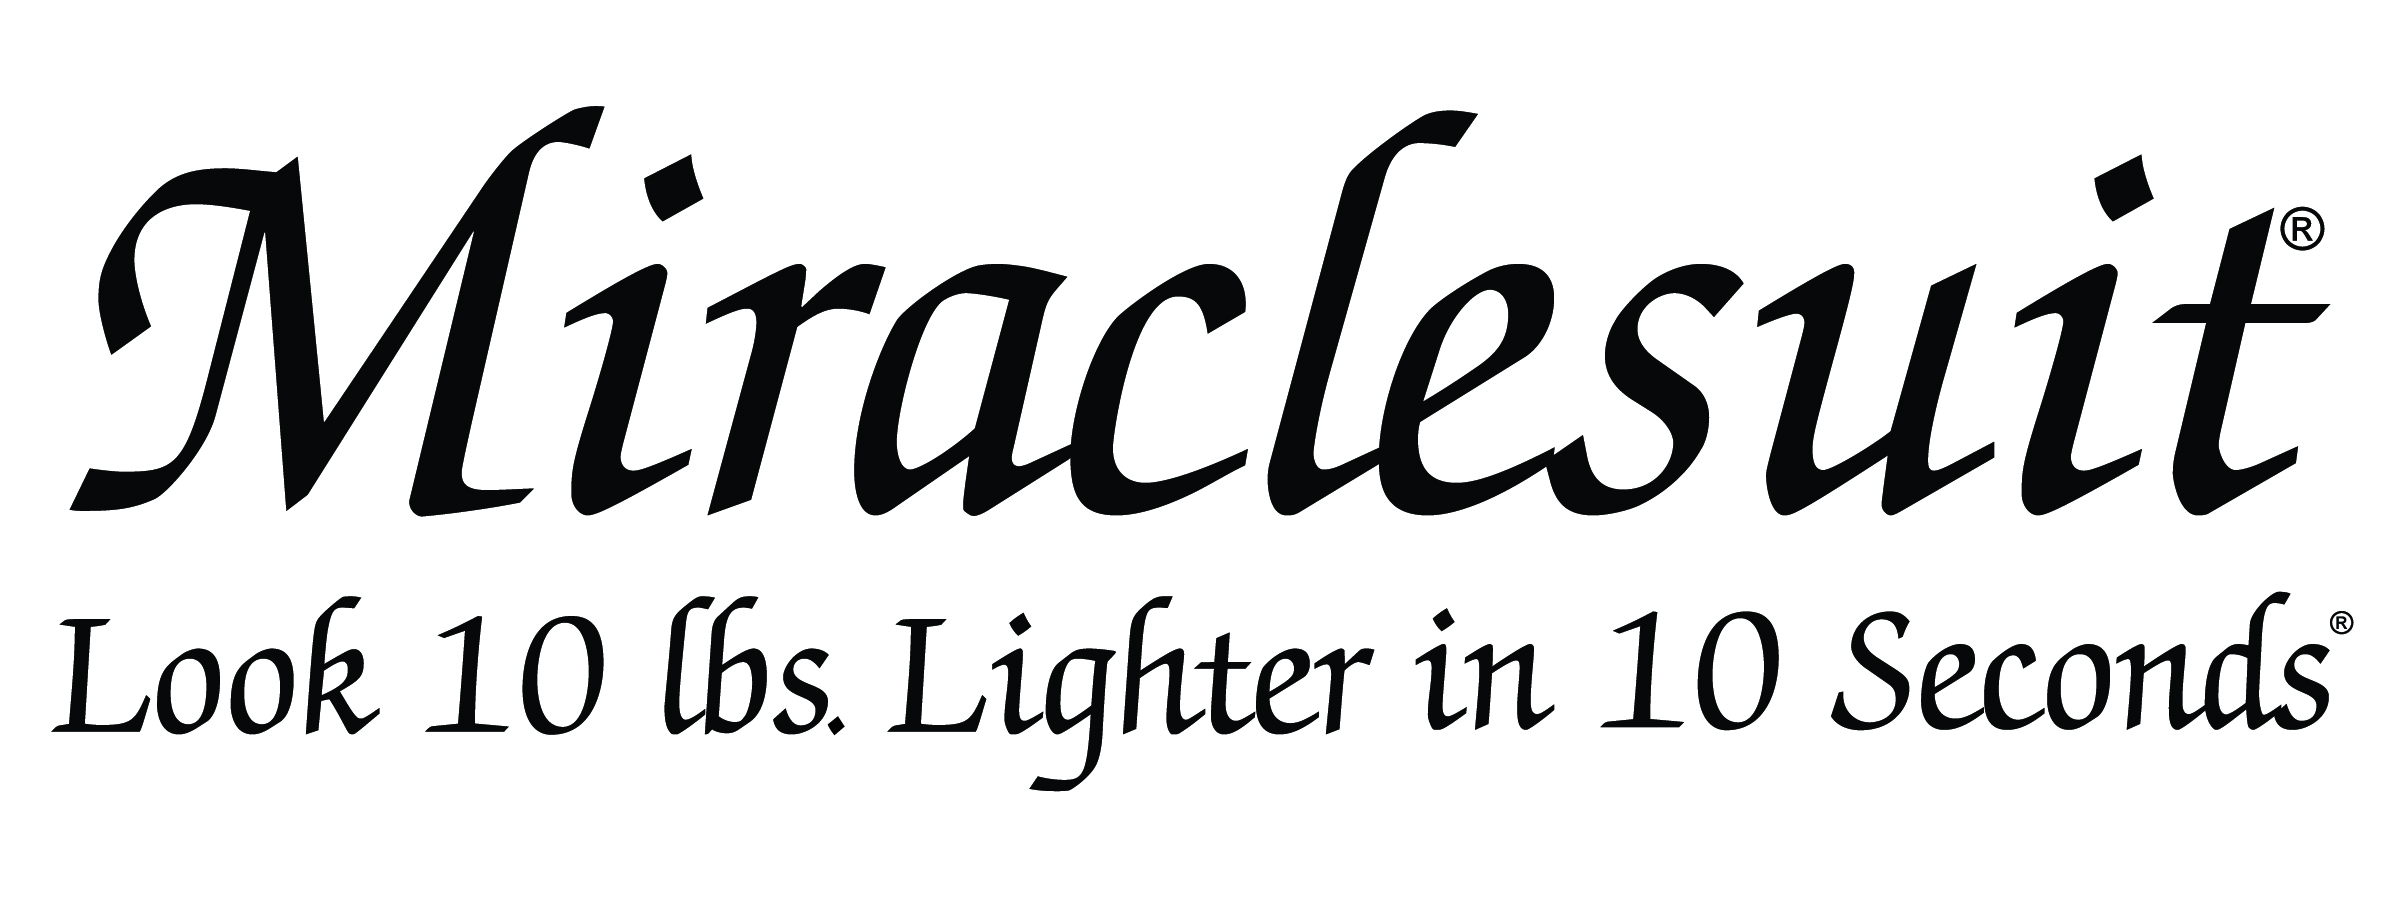 Miraclesuit®
Look 10 lbs. Lighter in 10 Seconds®